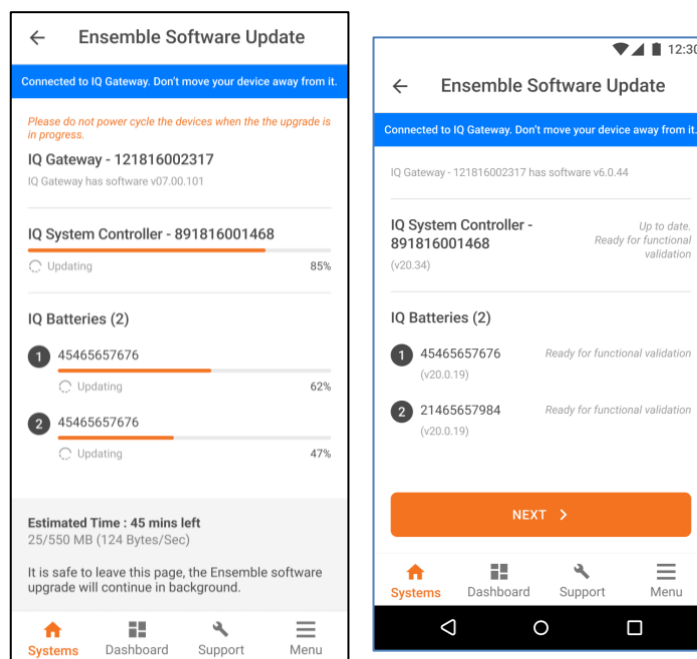 Ensemble Software Update
Connected to IQ Gateway. Don't move your device away from it.
Please do not power cycle the devices when the the upgrade is
in progress.
IQ Gateway - 121816002317
IQ Gateway has software v07.00.101
IQ System Controller - 891816001468
Updating 85%
IQ Batteries (2)
1 45465657676
Updating 62%
2 45465657676
Updating 47%
Estimated Time : 45 mins left
25/550 MB (124 Bytes/Sec)
It is safe to leave this page, the Ensemble software
upgrade will continue in background.
Systems Dashboard Support Menu
12:30
Ensemble Software Update
Connected to IQ Gateway. Don't move your device away from it.
IQ Gateway - 121816002317 has software v6.0.44
IQ System Controller -
891816001468
(v20.34)
Up to date.
Ready for functional
validation
IQ Batteries (2)
1 45465657676 Ready for functional validation
(v20.0.19)
2 21465657984 Ready for functional validation
(v20.0.19)
NEXT
Systems Dashboard Support Menu